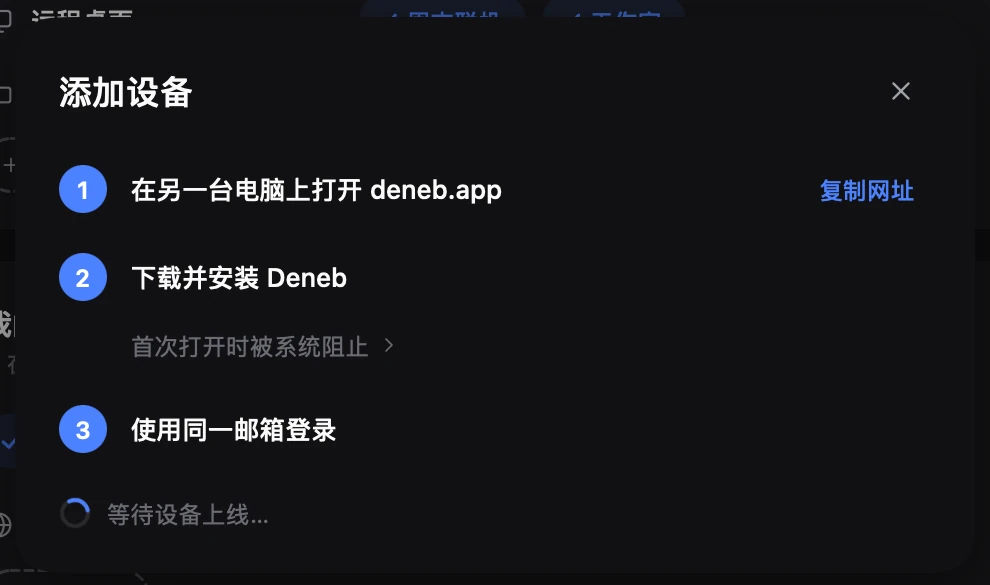 添加设备
1 在另一台电脑上打开 deneb.app 复制网址
2 下载并安装 Deneb
首次打开时被系统阻止
3 使用同一邮箱登录
等待设备上线...